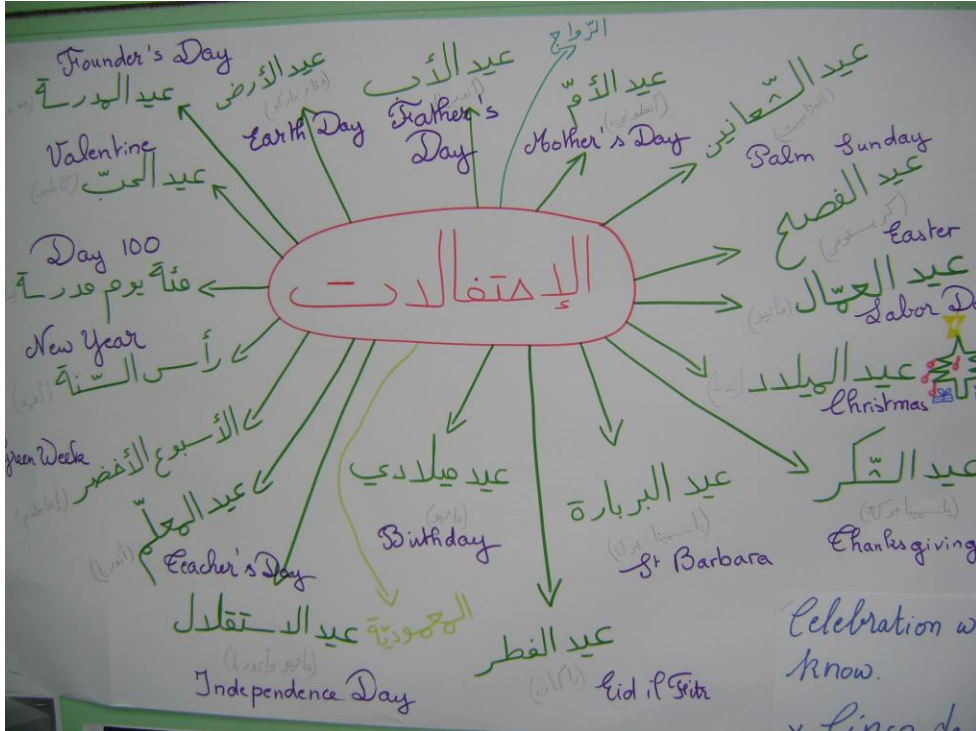 الزّواج
Founder's Day
عيد المدرسة
عيد الأرض
Earth Day
عيد الأب
Father's
Day
عيد الأمّ
Mother's Day
عيد الشّعانين
Palm Sunday
Valentine
عيد الحبّ
عيد الفصح
Easter
Day 100
مئة يوم مدرسة
الإحتفالات
عيد العمّال
Labor D
New Year
رأس السّنة
عيد الميلاد
Christmas
Green Week
الأسبوع الأخضر
عيد المعلّم
Teacher's Day
عيد ميلادي
Birthday
عيد البربارة
St Barbara
عيد الشّكر
Thanksgiving
عيد الاستقلال
Independence Day
المعموديّة
عيد الفطر
Eid il Fitr
Celebration w
know.